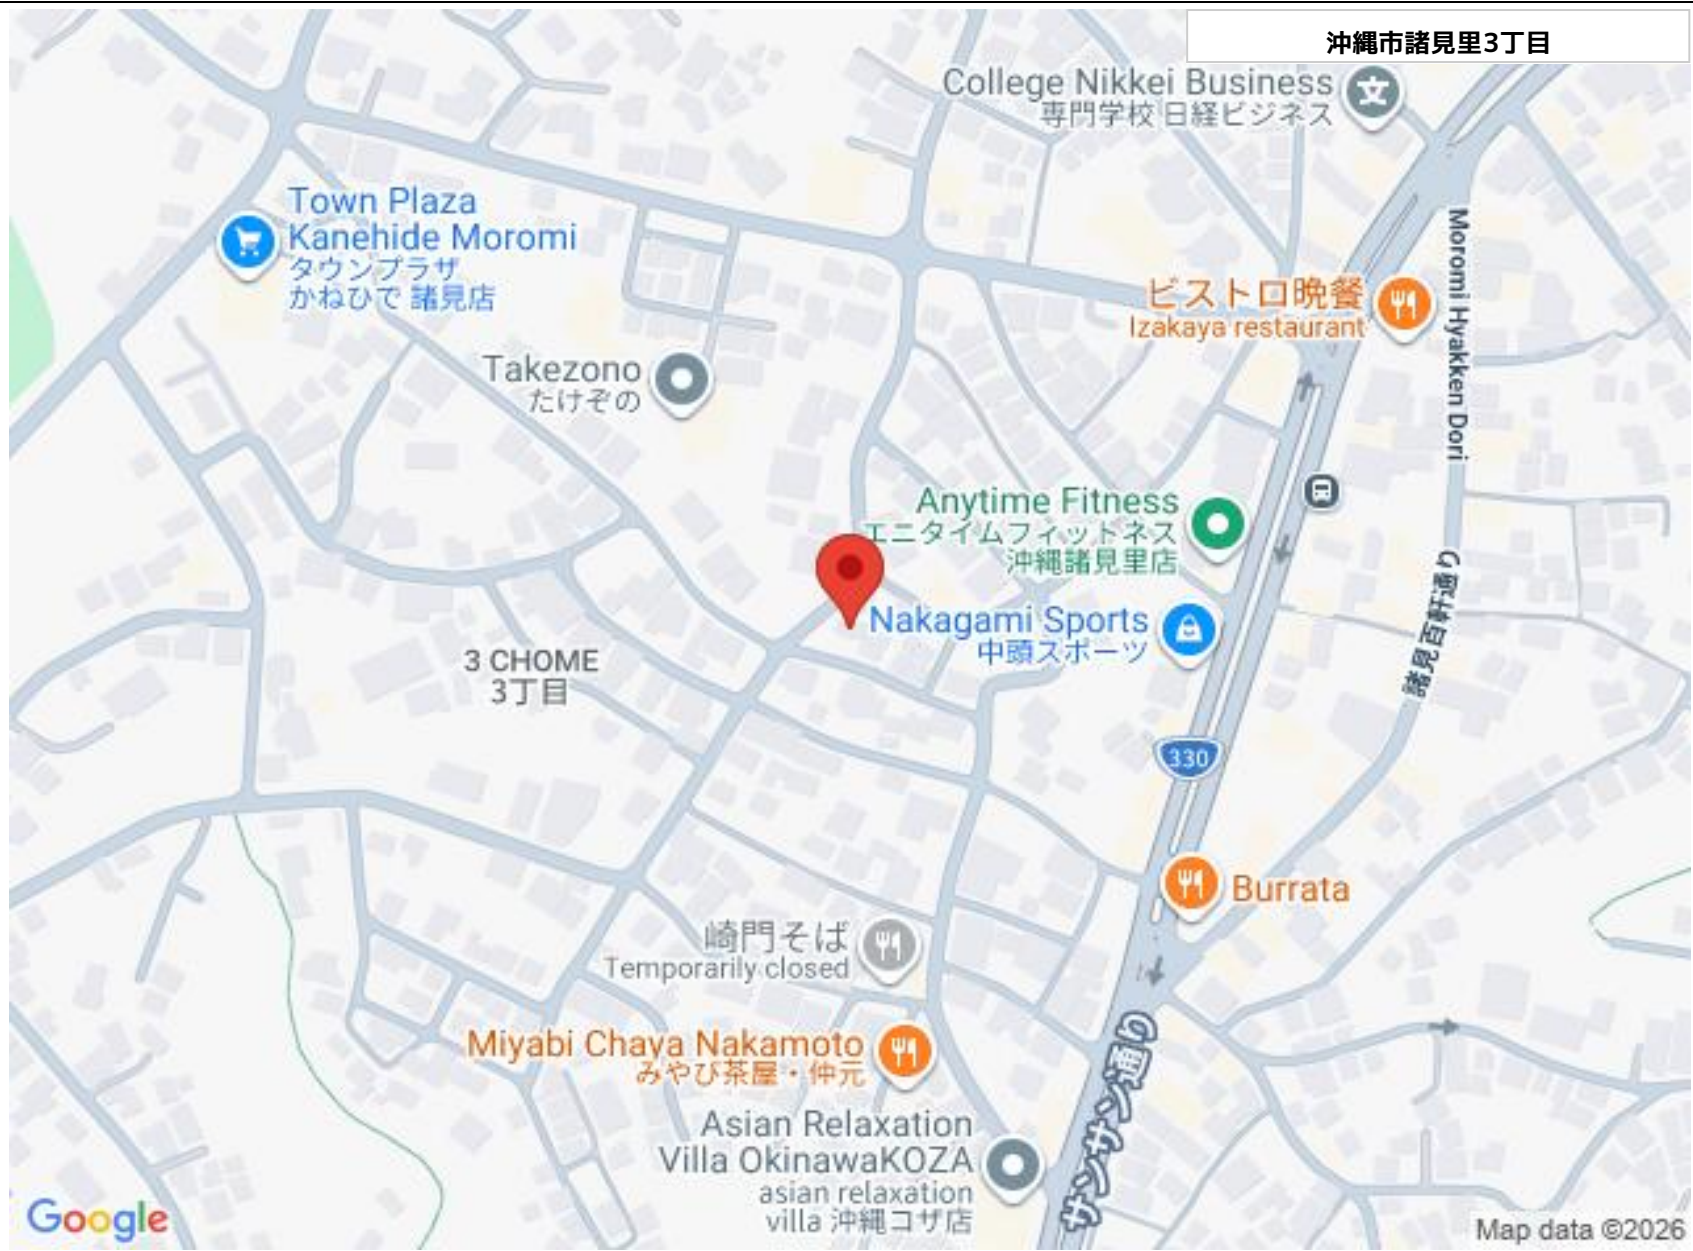 沖縄市諸見里3丁目
College Nikkei Business
専門学校 日経ビジネス
Town Plaza
Kanehide Moromi
タウンプラザ
かねひで 諸見店
Moromi Hyakken Dori
ビストロ晩餐
Izakaya restaurant
Takezono
たけぞの
Anytime Fitness
エニタイムフィットネス
沖縄諸見里店
Nakagami Sports
中頭スポーツ
諸見百軒通り
3 CHOME
3丁目
330
Burrata
崎門そば
Temporarily closed
Miyabi Chaya Nakamoto
みやび茶屋・仲元
サンサン通り
Asian Relaxation
Villa OkinawaKOZA
asian relaxation
villa 沖縄コザ店
Google
Map data ©2026